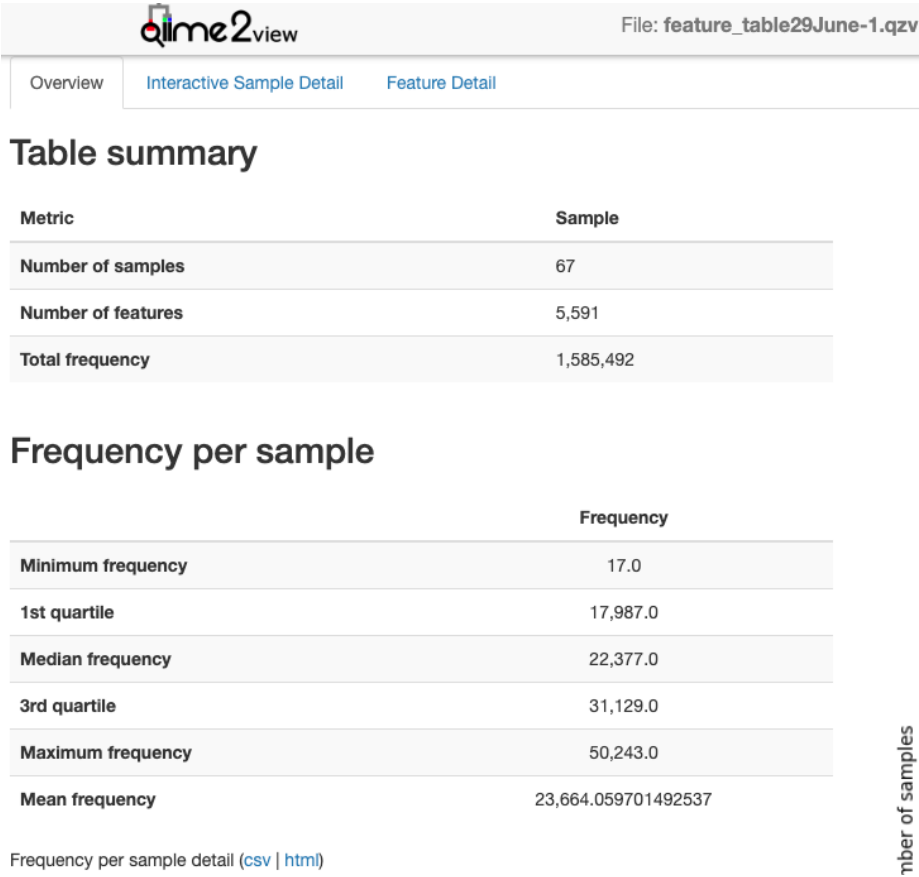 qiime2view
File: feature_table29June-1.qzv
Overview Interactive Sample Detail Feature Detail
Table summary
Metric Sample
Number of samples 67
Number of features 5,591
Total frequency 1,585,492
Frequency per sample
Frequency
Minimum frequency 17.0
1st quartile 17,987.0
Median frequency 22,377.0
3rd quartile 31,129.0
Maximum frequency 50,243.0
Mean frequency 23,664.059701492537
Frequency per sample detail (csv | html)
mber of samples